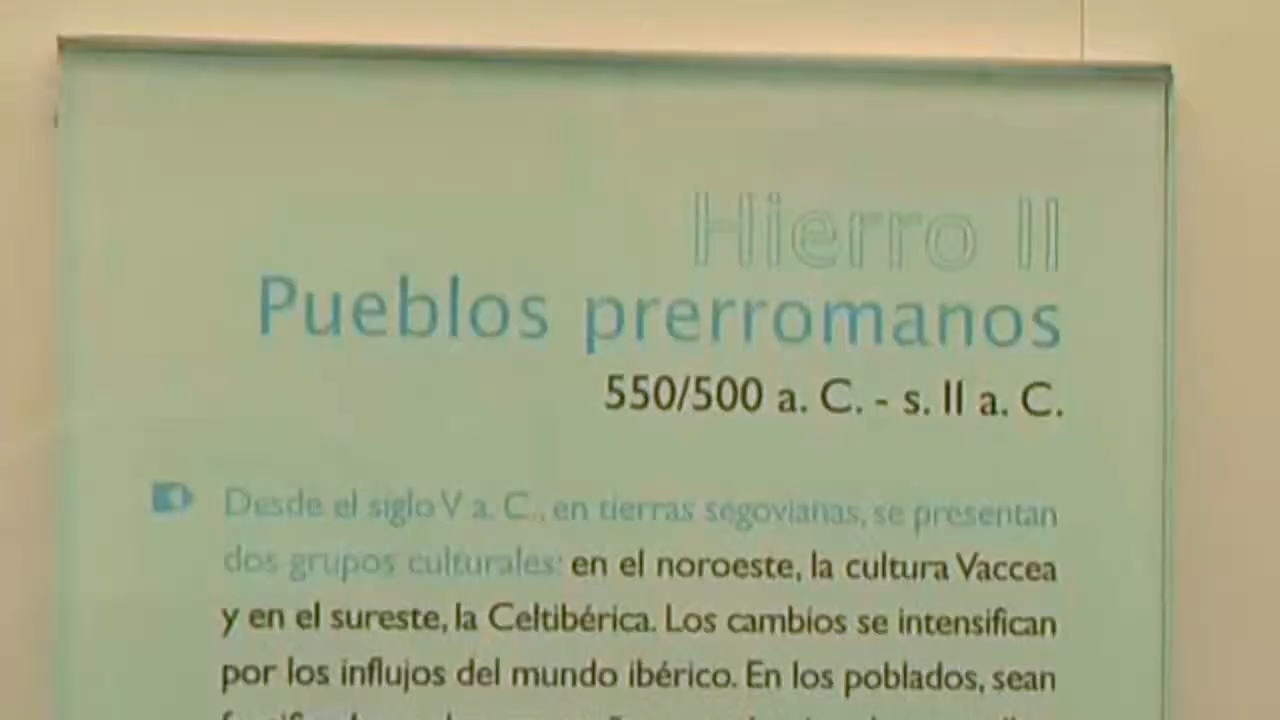 Hierro II
Pueblos prerromanos
550/500 a. C. - s. II a. C.
Desde el siglo V a. C., en tierras segovianas, se presentan
dos grupos culturales: en el noroeste, la cultura Vaccea
y en el sureste, la Celtibérica. Los cambios se intensifican
por los influjos del mundo ibérico. En los poblados, sean